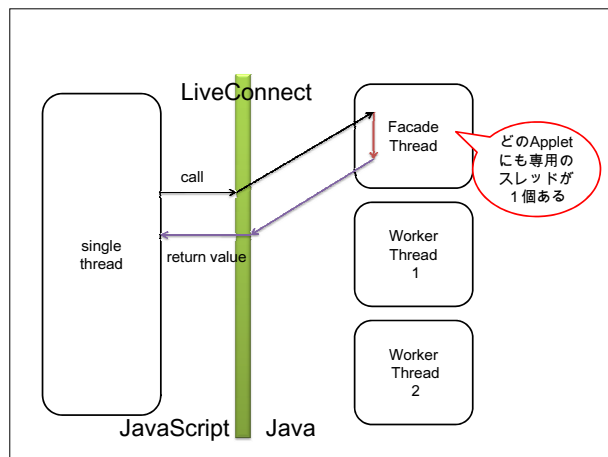 LiveConnect
Facade
Thread
どのApplet
にも専用の
スレッドが
１個ある
call
single
thread
return value
Worker
Thread
1
Worker
Thread
2
JavaScript
Java